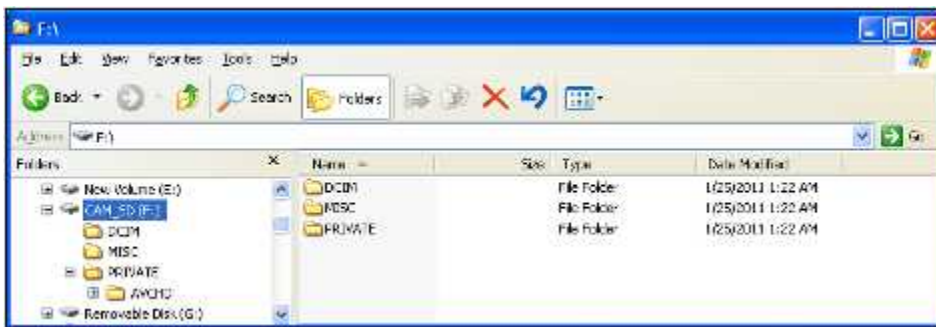 F:\
File Edit View Favorites Tools Help
Back Search Folders
Address F:\ Go
Folders × Name Size Type Date Modified
New Volume (E:)
CAM_SD (F:)
DCIM
MISC
PRIVATE
AVCHD
Removable Disk (G:)
DCIM File Folder 1/25/2011 1:22 AM
MISC File Folder 1/25/2011 1:22 AM
PRIVATE File Folder 1/25/2011 1:22 AM